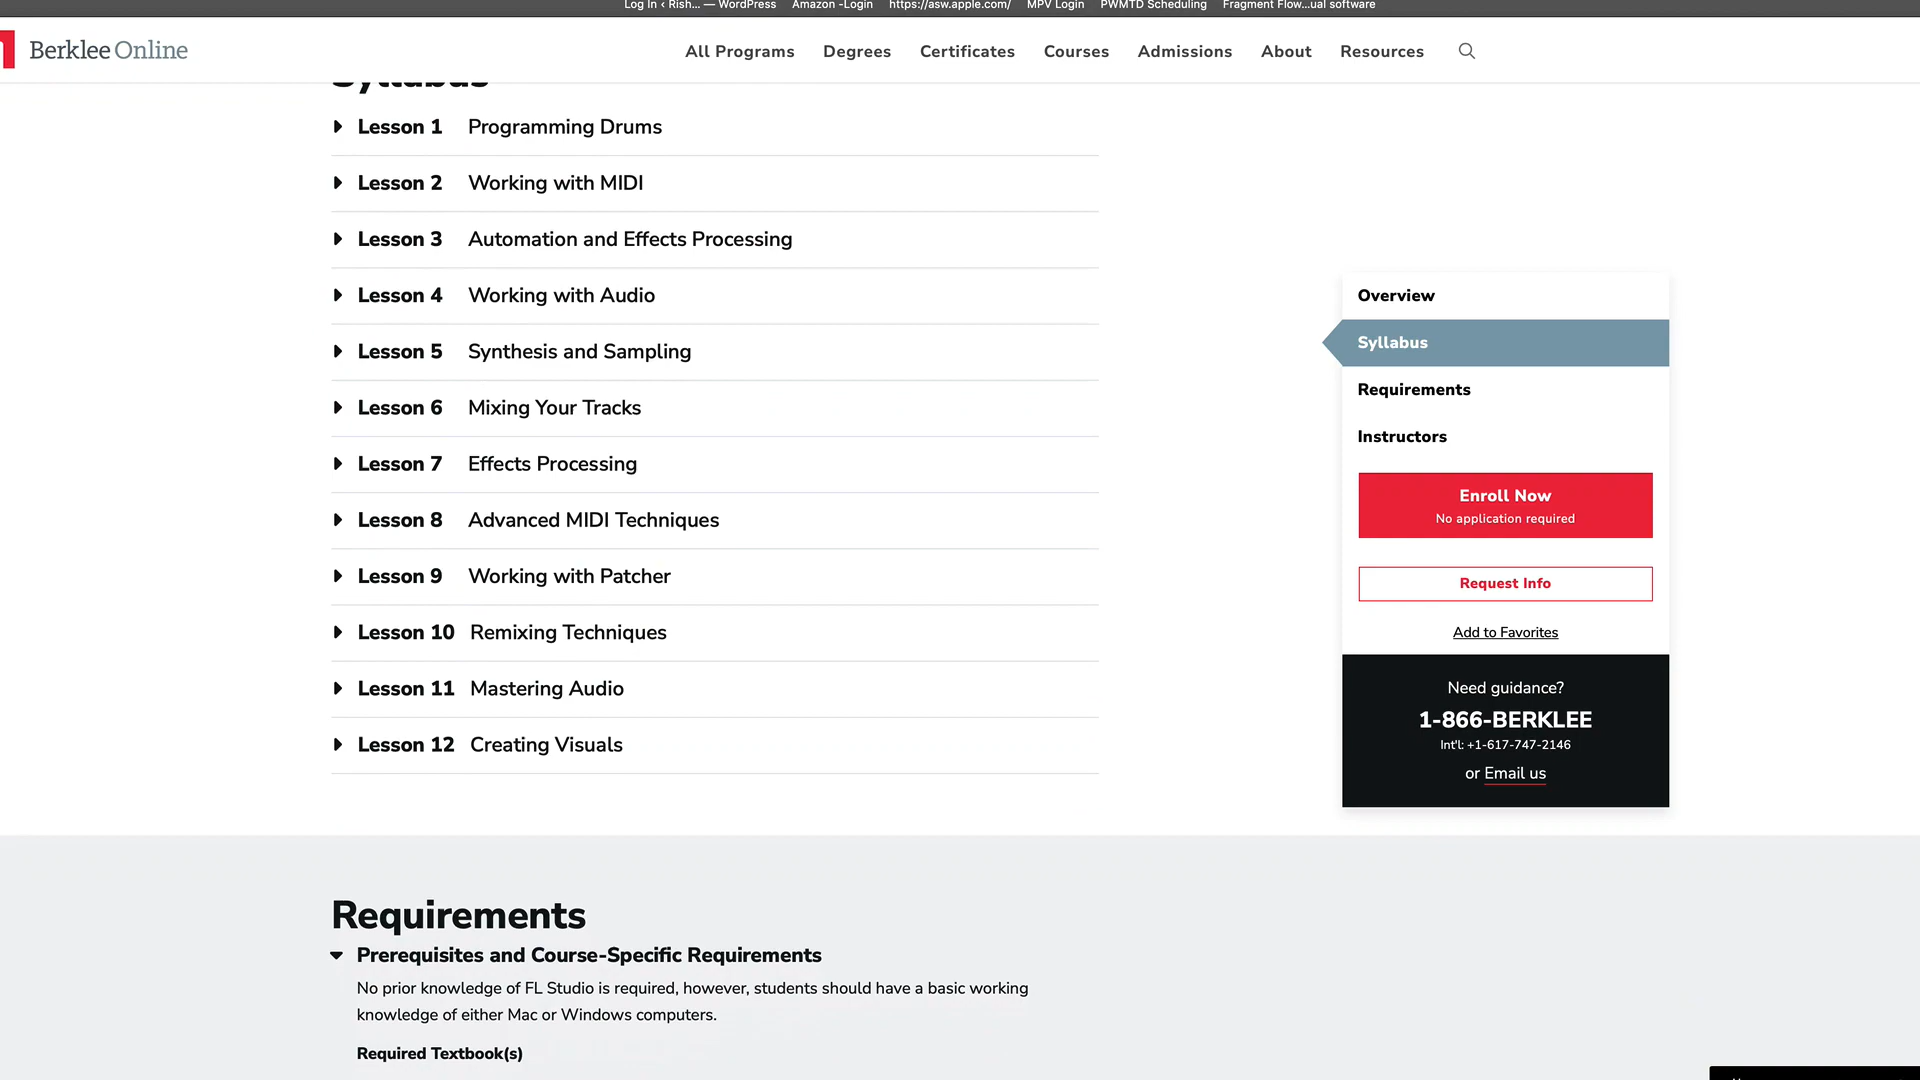 Log In ‹ Rish... — WordPress Amazon -Login https://asw.apple.com/ MPV Login PWMTD Scheduling Fragment Flow...ual software
Berklee Online
All Programs Degrees Certificates Courses Admissions About Resources
Syllabus
Lesson 1 Programming Drums
Lesson 2 Working with MIDI
Lesson 3 Automation and Effects Processing
Lesson 4 Working with Audio
Lesson 5 Synthesis and Sampling
Lesson 6 Mixing Your Tracks
Lesson 7 Effects Processing
Lesson 8 Advanced MIDI Techniques
Lesson 9 Working with Patcher
Lesson 10 Remixing Techniques
Lesson 11 Mastering Audio
Lesson 12 Creating Visuals
Overview
Syllabus
Requirements
Instructors
Enroll Now
No application required
Request Info
Add to Favorites
Need guidance?
1-866-BERKLEE
Int'l: +1-617-747-2146
or Email us
Requirements
Prerequisites and Course-Specific Requirements
No prior knowledge of FL Studio is required, however, students should have a basic working
knowledge of either Mac or Windows computers.
Required Textbook(s)